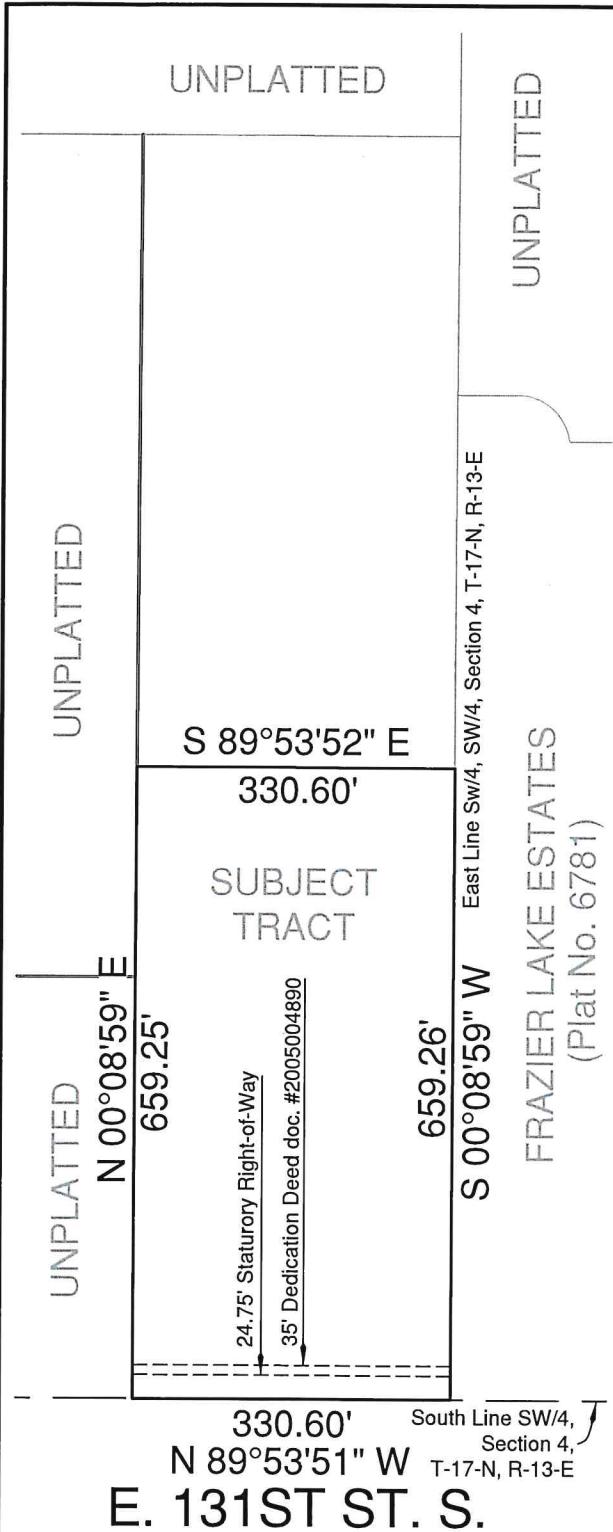 UNPLATTED
UNPLATTED
UNPLATTED
East Line Sw/4, SW/4, Section 4, T-17-N, R-13-E
S 89°53'52" E
330.60'
SUBJECT
TRACT
FRAZIER LAKE ESTATES
(Plat No. 6781)
UNPLATTED
N 00°08'59" E
659.25'
24.75' Staturory Right-of-Way
35' Dedication Deed doc. #2005004890
659.26'
S 00°08'59" W
330.60'
N 89°53'51" W
South Line SW/4,
Section 4,
T-17-N, R-13-E
E. 131ST ST. S.